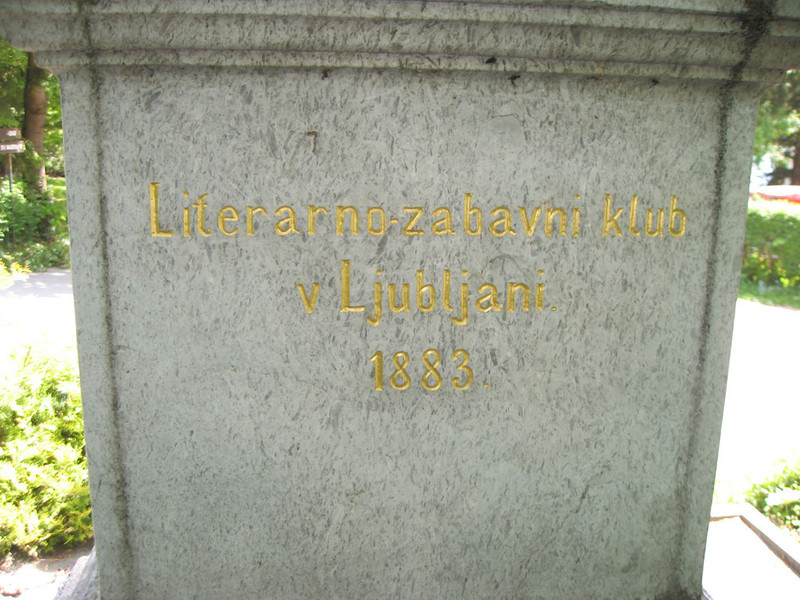 Literarno-zabavni klub
v Ljubljani.
1883.